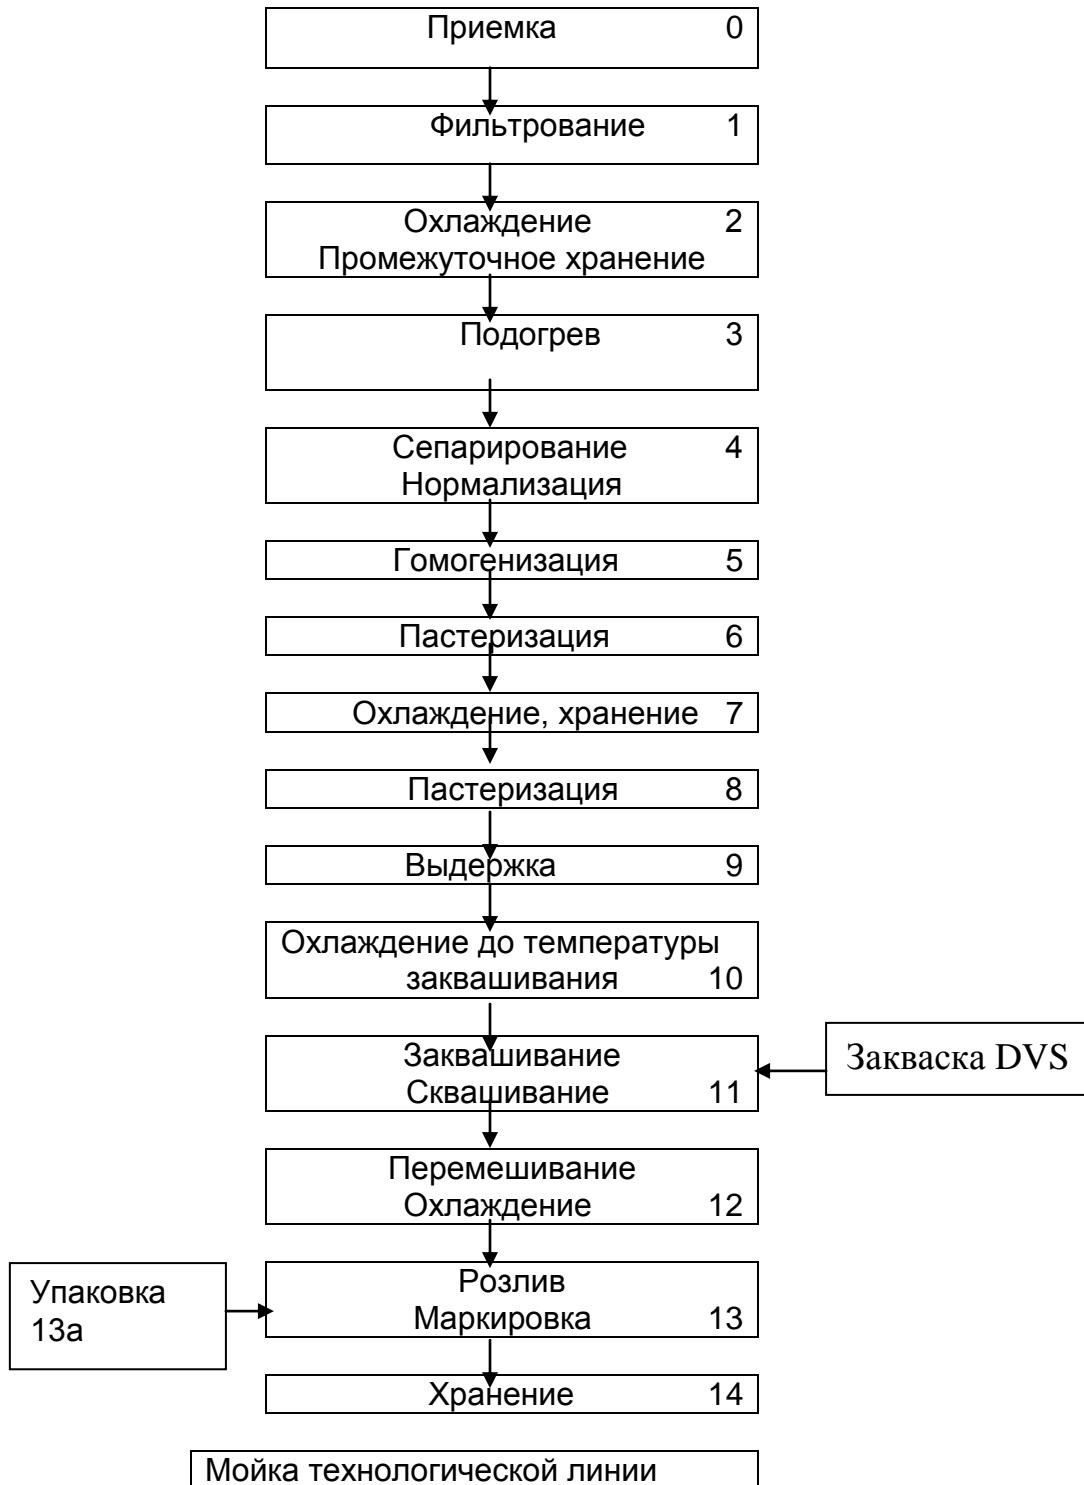 Приемка 0
Фильтрование 1
Охлаждение 2
Промежуточное хранение
Подогрев 3
Сепарирование 4
Нормализация
Гомогенизация 5
Пастеризация 6
Охлаждение, хранение 7
Пастеризация 8
Выдержка 9
Охлаждение до температуры
заквашивания 10
Заквашивание
Сквашивание 11
Закваска DVS
Перемешивание
Охлаждение 12
Упаковка
13а
Розлив
Маркировка 13
Хранение 14
Мойка технологической линии